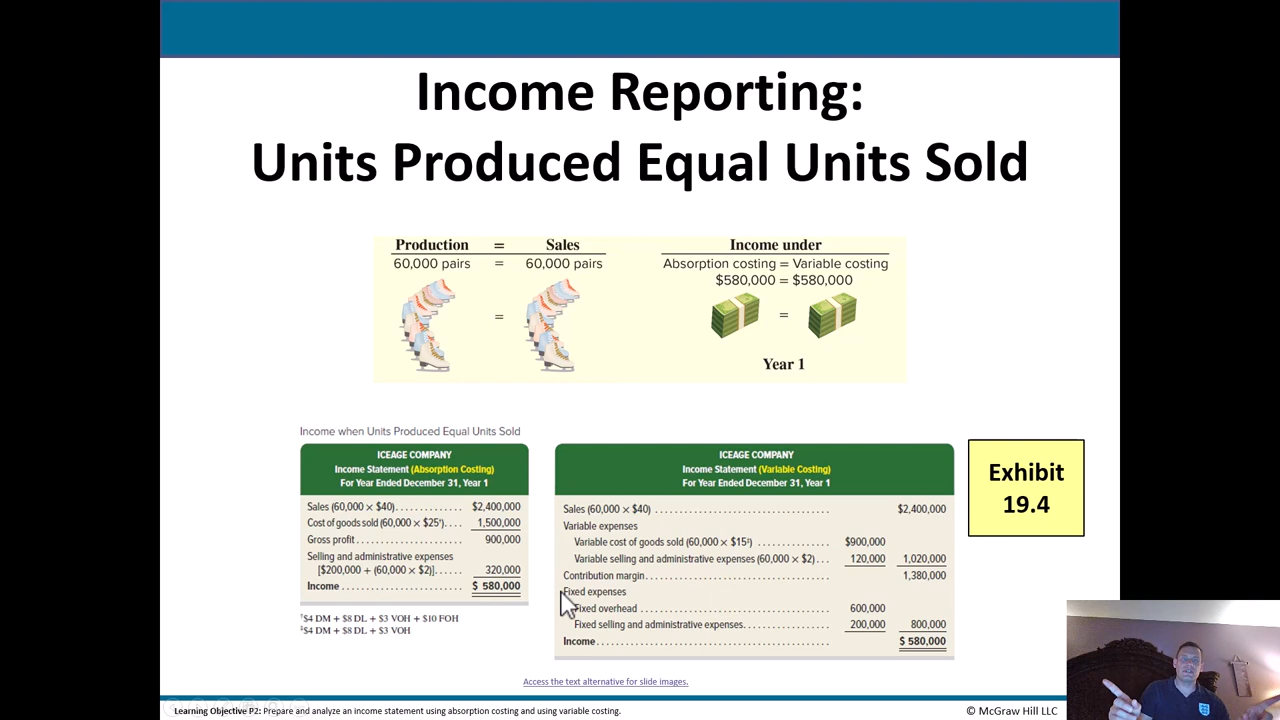 Income Reporting:
Units Produced Equal Units Sold
Production = Sales
60,000 pairs = 60,000 pairs
=
Income under
Absorption costing = Variable costing
$580,000 = $580,000
=
Year 1
Income when Units Produced Equal Units Sold
ICEAGE COMPANY
Income Statement (Absorption Costing)
For Year Ended December 31, Year 1
Sales (60,000 × $40).............. $2,400,000
Cost of goods sold (60,000 × $25†).... 1,500,000
Gross profit...................... 900,000
Selling and administrative expenses
[$200,000 + (60,000 × $2)]...... 320,000
Income.......................... $ 580,000
†$4 DM + $8 DL + $3 VOH + $10 FOH
‡$4 DM + $8 DL + $3 VOH
ICEAGE COMPANY
Income Statement (Variable Costing)
For Year Ended December 31, Year 1
Sales (60,000 × $40) ........................................ $2,400,000
Variable expenses
Variable cost of goods sold (60,000 × $15‡) ................ $900,000
Variable selling and administrative expenses (60,000 × $2)... 120,000 1,020,000
Contribution margin.......................................... 1,380,000
Fixed expenses
Fixed overhead ........................................... 600,000
Fixed selling and administrative expenses................... 200,000 800,000
Income..................................................... $ 580,000
Exhibit
19.4
Access the text alternative for slide images.
Learning Objective P2: Prepare and analyze an income statement using absorption costing and using variable costing.
© McGraw Hill LLC